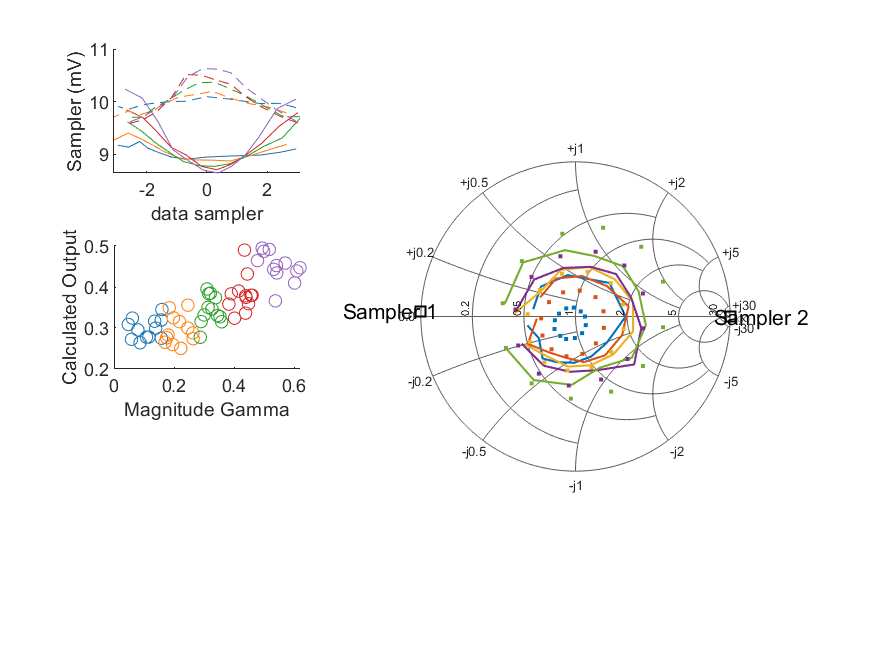 11
10
9
Sampler (mV)
-2
0
2
data sampler
0.5
0.4
0.3
0.2
Calculated Output
0
0.2
0.4
0.6
Magnitude Gamma
+j1
+j0.5
+j2
+j0.2
+j5
+j30
0.2
0.5
1
2
5
30
Sampler 1
Sampler 2
-j30
-j0.2
-j5
-j0.5
-j2
-j1